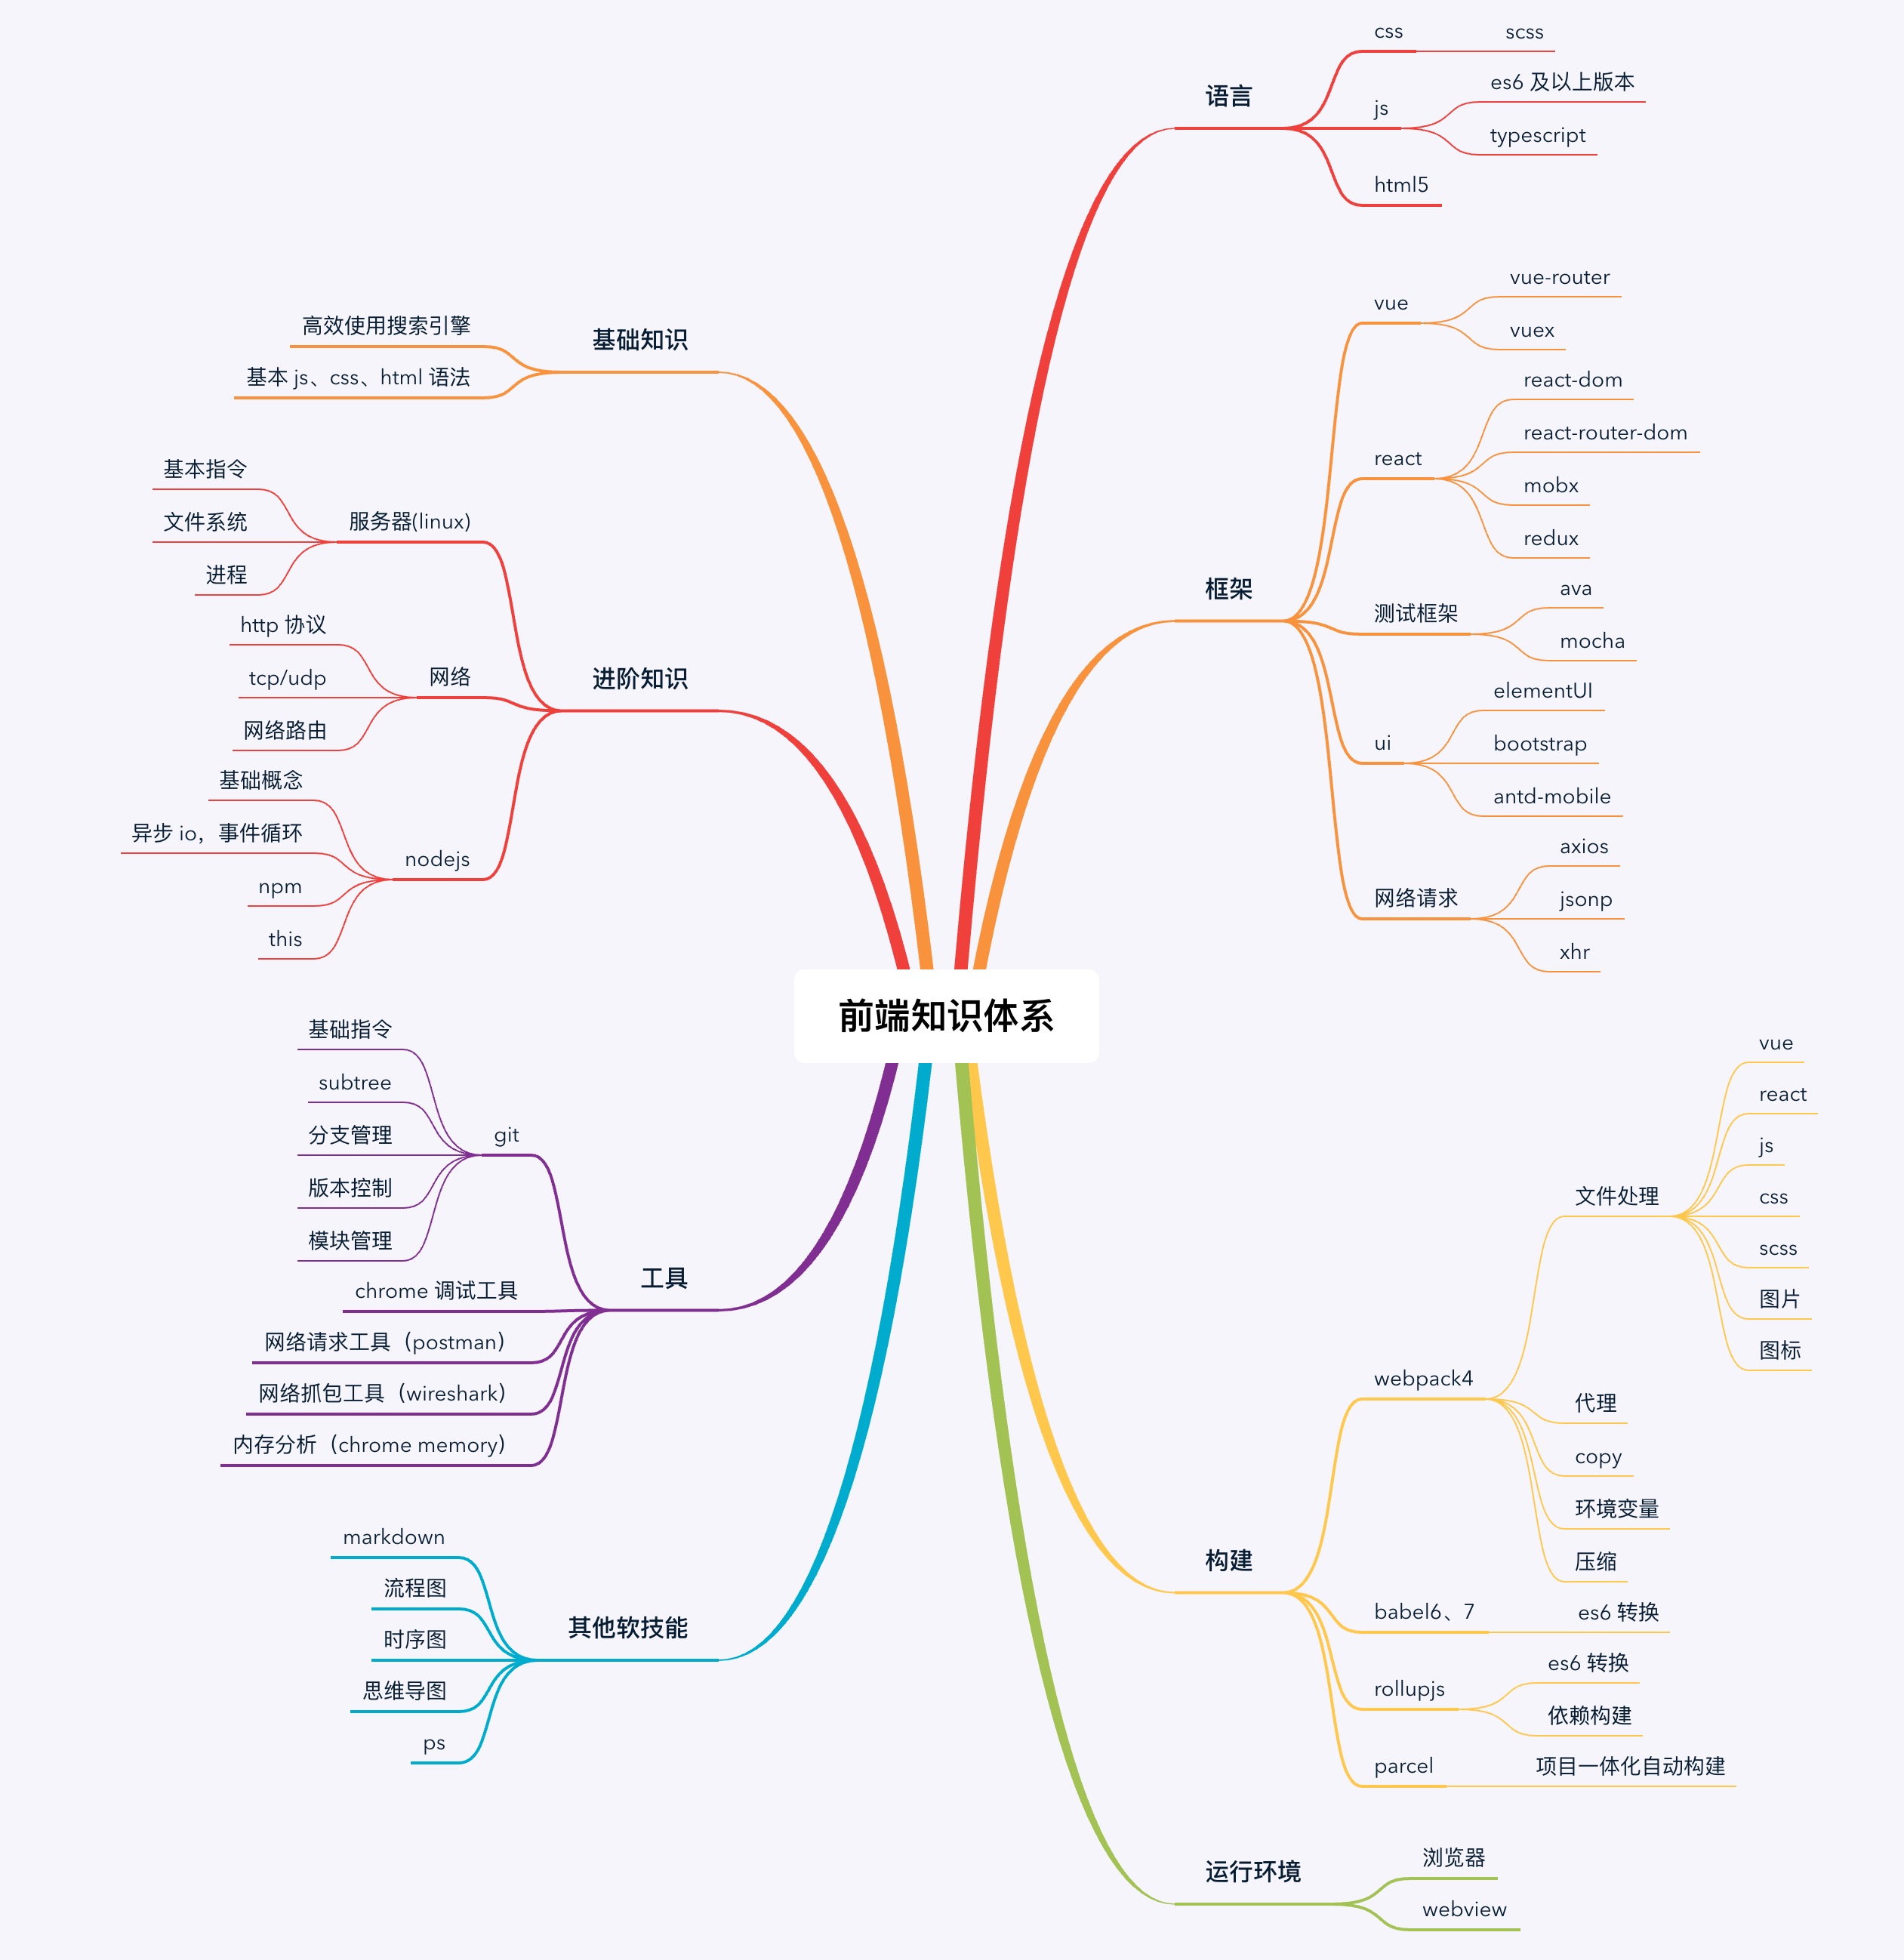 前端知识体系
语言
css
scss
js
es6 及以上版本
typescript
html5
框架
vue
vue-router
vuex
react
react-dom
react-router-dom
mobx
redux
测试框架
ava
mocha
ui
elementUI
bootstrap
antd-mobile
网络请求
axios
jsonp
xhr
构建
webpack4
文件处理
vue
react
js
css
scss
图片
图标
代理
copy
环境变量
压缩
babel6、7
es6 转换
rollupjs
es6 转换
依赖构建
parcel
项目一体化自动构建
运行环境
浏览器
webview
基础知识
高效使用搜索引擎
基本 js、css、html 语法
进阶知识
服务器(linux)
基本指令
文件系统
进程
网络
http 协议
tcp/udp
网络路由
nodejs
基础概念
异步 io，事件循环
npm
this
工具
git
基础指令
subtree
分支管理
版本控制
模块管理
chrome 调试工具
网络请求工具（postman）
网络抓包工具（wireshark）
内存分析（chrome memory）
其他软技能
markdown
流程图
时序图
思维导图
ps